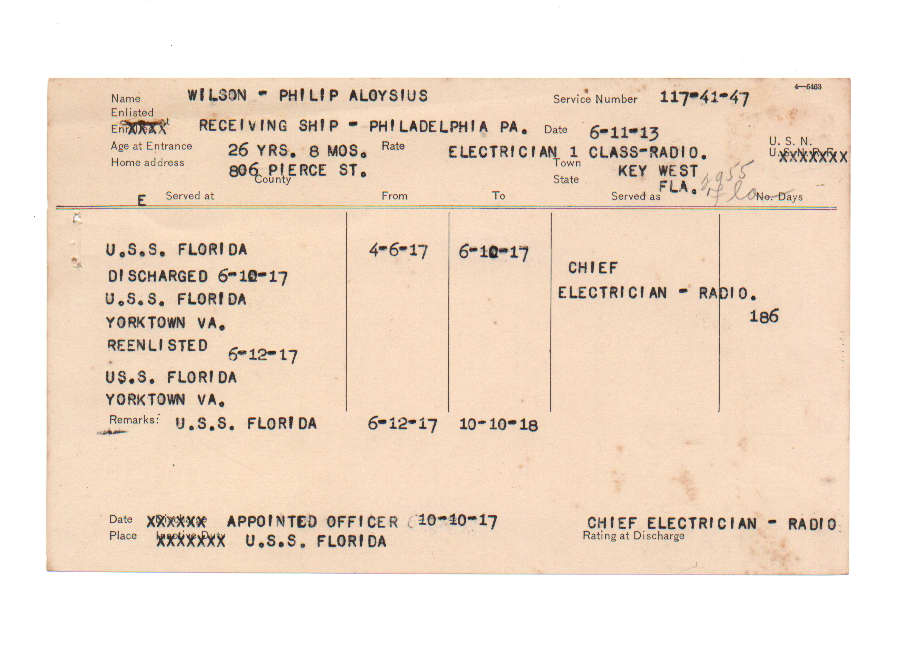 4—6463
Name WILSON - PHILIP ALOYSIUS Service Number 117-41-47
Enlisted
RECEIVING SHIP - PHILADELPHIA PA. Date 6-11-13
U. S. N.
Age at Entrance 26 YRS. 8 MOS. Rate ELECTRICIAN 1 CLASS-RADIO.
Home address 806 PIERCE ST. Town KEY WEST
County State FLA.
E Served at From To Served as No. Days
U.S.S. FLORIDA 4-6-17 6-10-17
CHIEF
DISCHARGED 6-10-17
ELECTRICIAN - RADIO.
U.S.S. FLORIDA
186
YORKTOWN VA.
REENLISTED 6-12-17
US.S. FLORIDA
YORKTOWN VA.
Remarks: U.S.S. FLORIDA 6-12-17 10-10-18
Date XXXXXX APPOINTED OFFICER 10-10-17 CHIEF ELECTRICIAN - RADIO
Place XXXXXXX U.S.S. FLORIDA Rating at Discharge